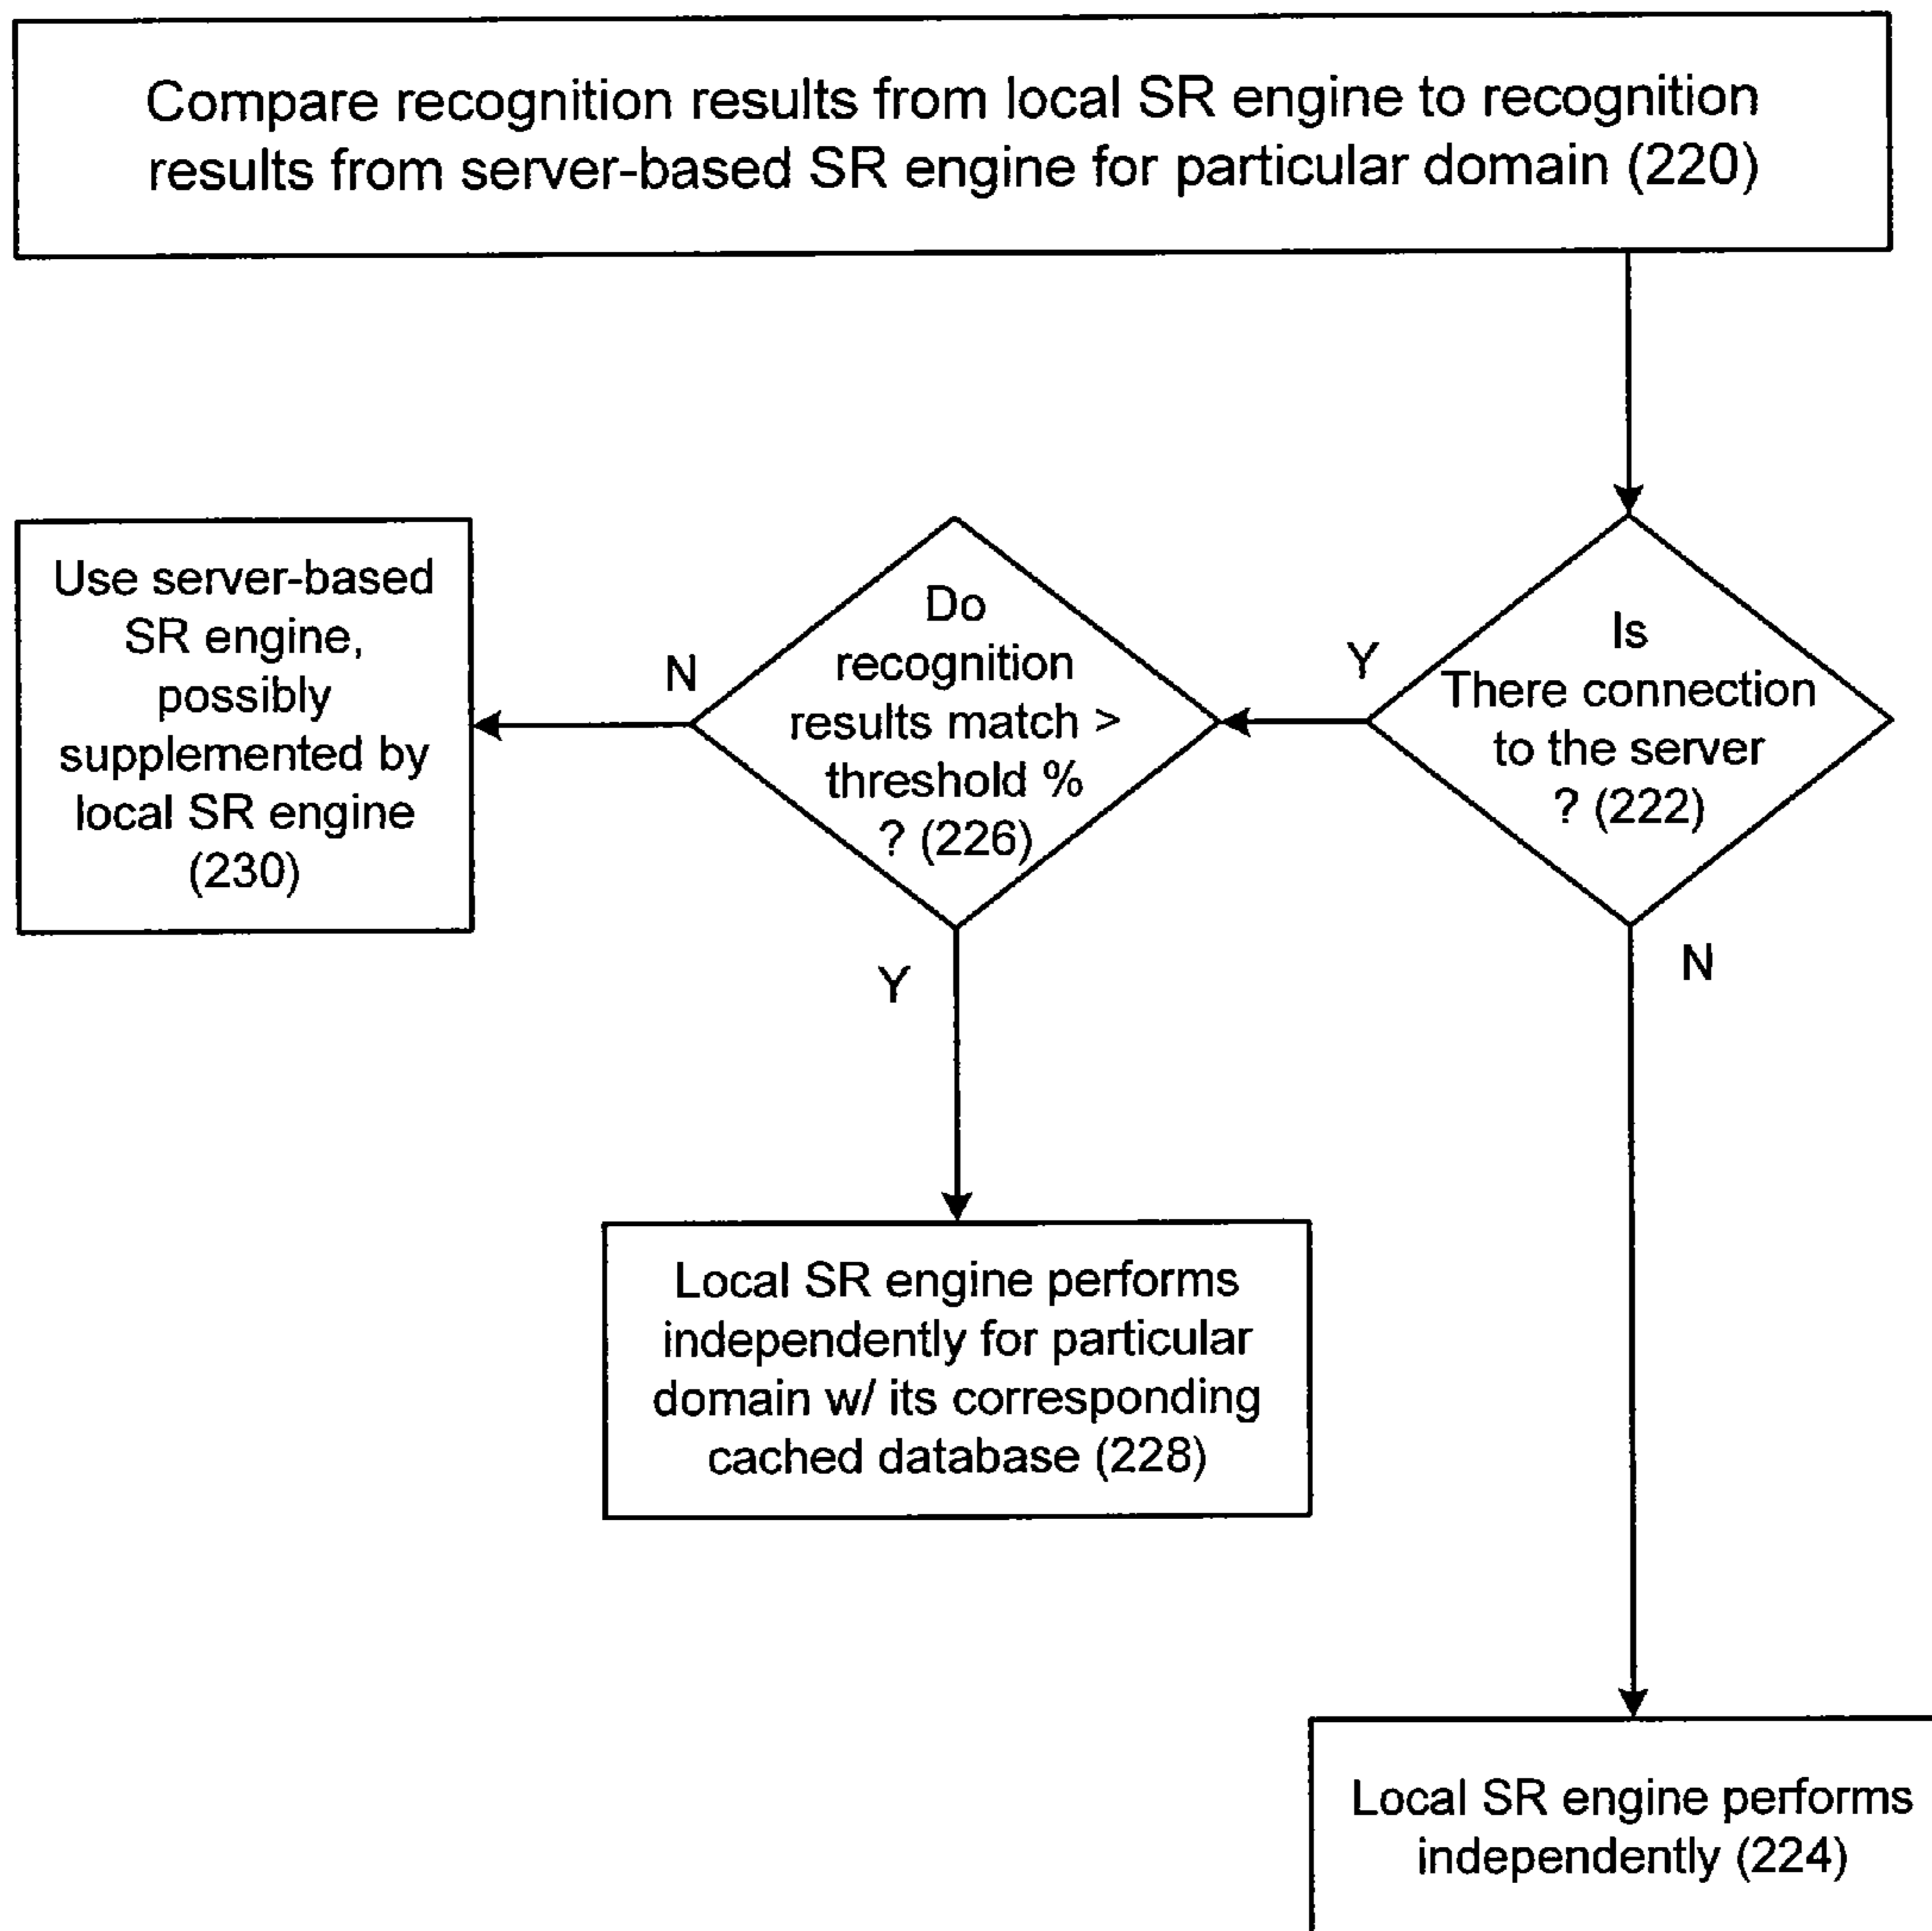 Compare recognition results from local SR engine to recognition
results from server-based SR engine for particular domain (220)
Use server-based
SR engine,
possibly
supplemented by
local SR engine
(230)
N
Do
recognition
results match >
threshold %
? (226)
Y
Is
There connection
to the server
? (222)
Y
N
Local SR engine performs
independently for particular
domain w/ its corresponding
cached database (228)
Local SR engine performs
independently (224)